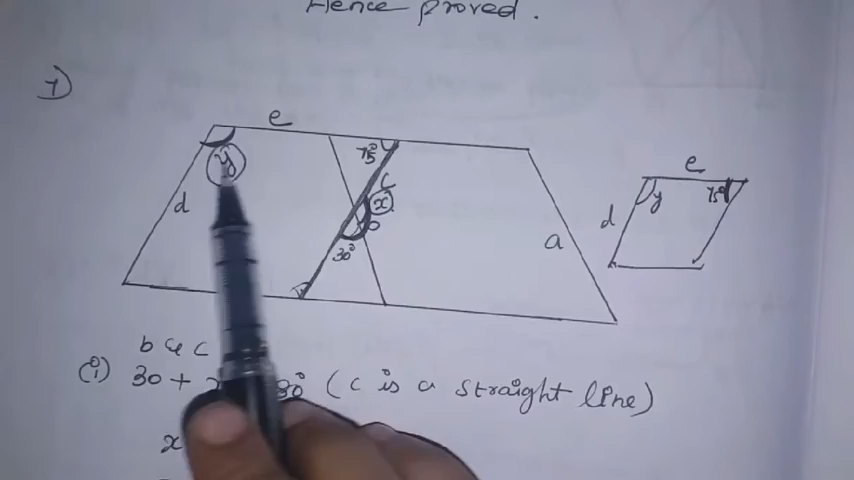 Hence proved.
7)
e
75°
y
c
x
d
b
30°
a
e
y
75°
d
b & c
(i) 30 + (c is a straight line)
x